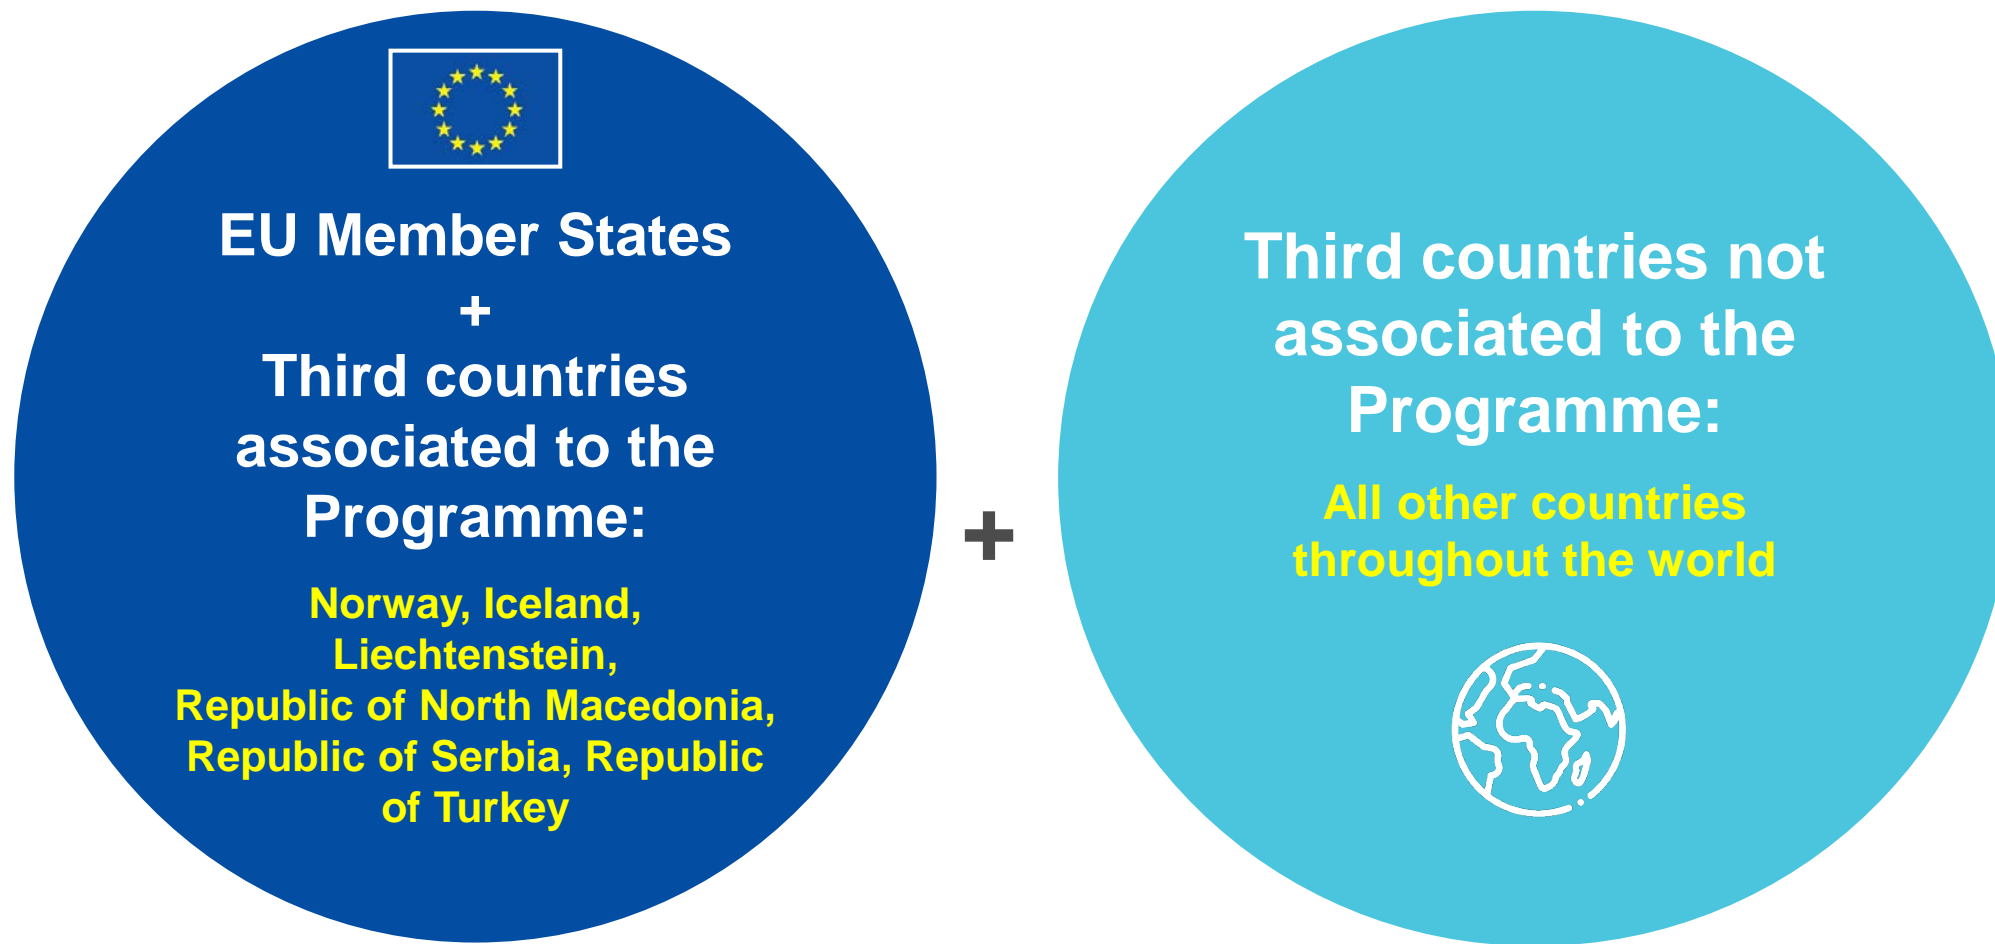 EU Member States
+
Third countries
associated to the
Programme:
Norway, Iceland,
Liechtenstein,
Republic of North Macedonia,
Republic of Serbia, Republic
of Turkey
+
Third countries not
associated to the
Programme:
All other countries
throughout the world